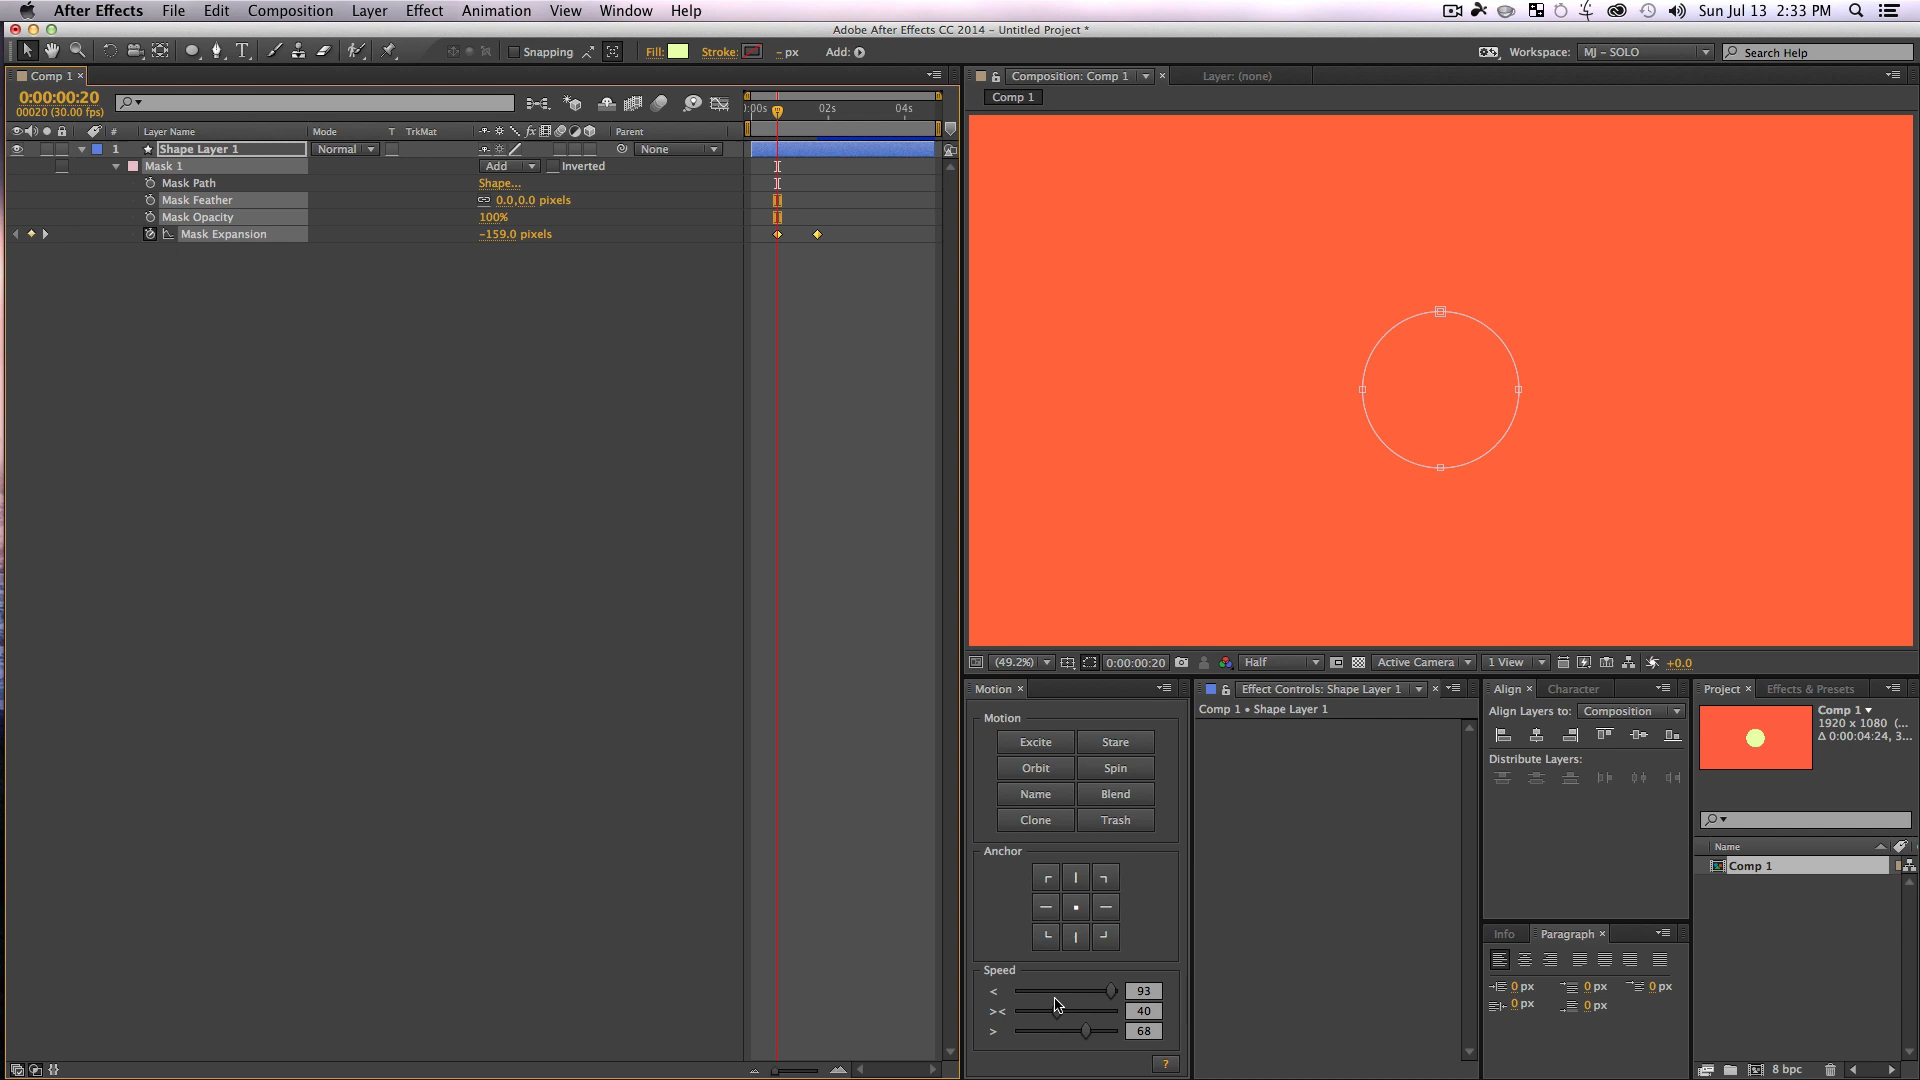 After Effects File Edit Composition Layer Effect Animation View Window Help Sun Jul 13 2:33 PM
Adobe After Effects CC 2014 – Untitled Project *
Snapping Fill: Stroke: – px Add: Workspace: MJ – SOLO Search Help
Comp 1 × Composition: Comp 1 × Layer: (none)
0:00:00:20
00020 (30.00 fps)
Comp 1
):00s 02s 04s
# Layer Name Mode T TrkMat fx Parent
1 Shape Layer 1 Normal None
Mask 1 Add Inverted
Mask Path Shape...
Mask Feather 0.0,0.0 pixels
Mask Opacity 100%
Mask Expansion –159.0 pixels
(49.2%) 0:00:00:20 Half Active Camera 1 View +0.0
Motion × Effect Controls: Shape Layer 1 × Align × Character Project × Effects & Presets
Comp 1 • Shape Layer 1
Align Layers to: Composition
Comp 1
1920 x 1080 (...
Δ 0:00:04:24, 3...
Motion
Excite Stare
Orbit Spin
Name Blend
Clone Trash
Distribute Layers:
Anchor
Name
Comp 1
Info Paragraph ×
Speed
< 93
>< 40
> 68
0 px 0 px 0 px
0 px 0 px
?
8 bpc